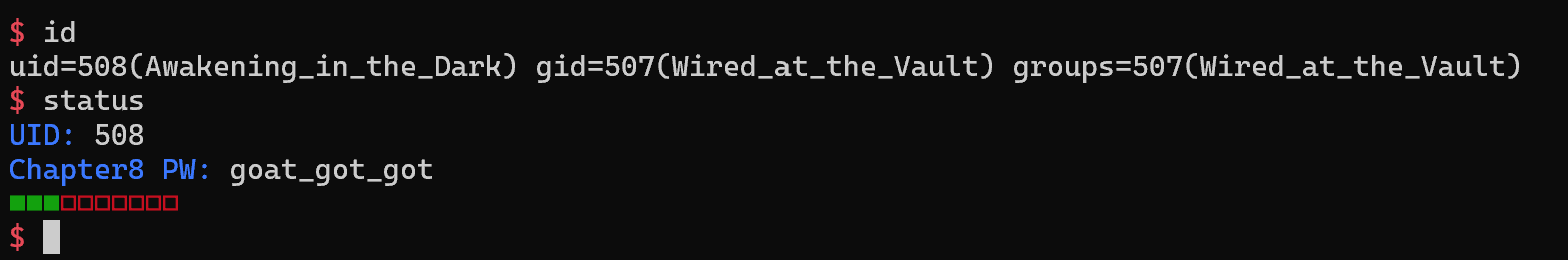 $ id
uid=508(Awakening_in_the_Dark) gid=507(Wired_at_the_Vault) groups=507(Wired_at_the_Vault)
$ status
UID: 508
Chapter8 PW: goat_got_got
■■■□□□□□□□
$